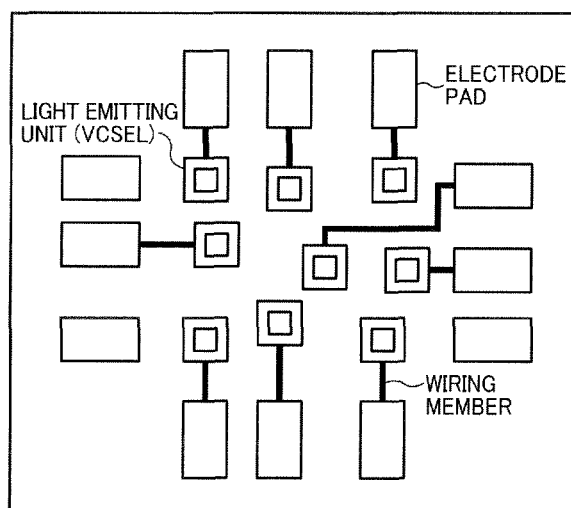 ELECTRODE
PAD
LIGHT EMITTING
UNIT (VCSEL)
WIRING
MEMBER